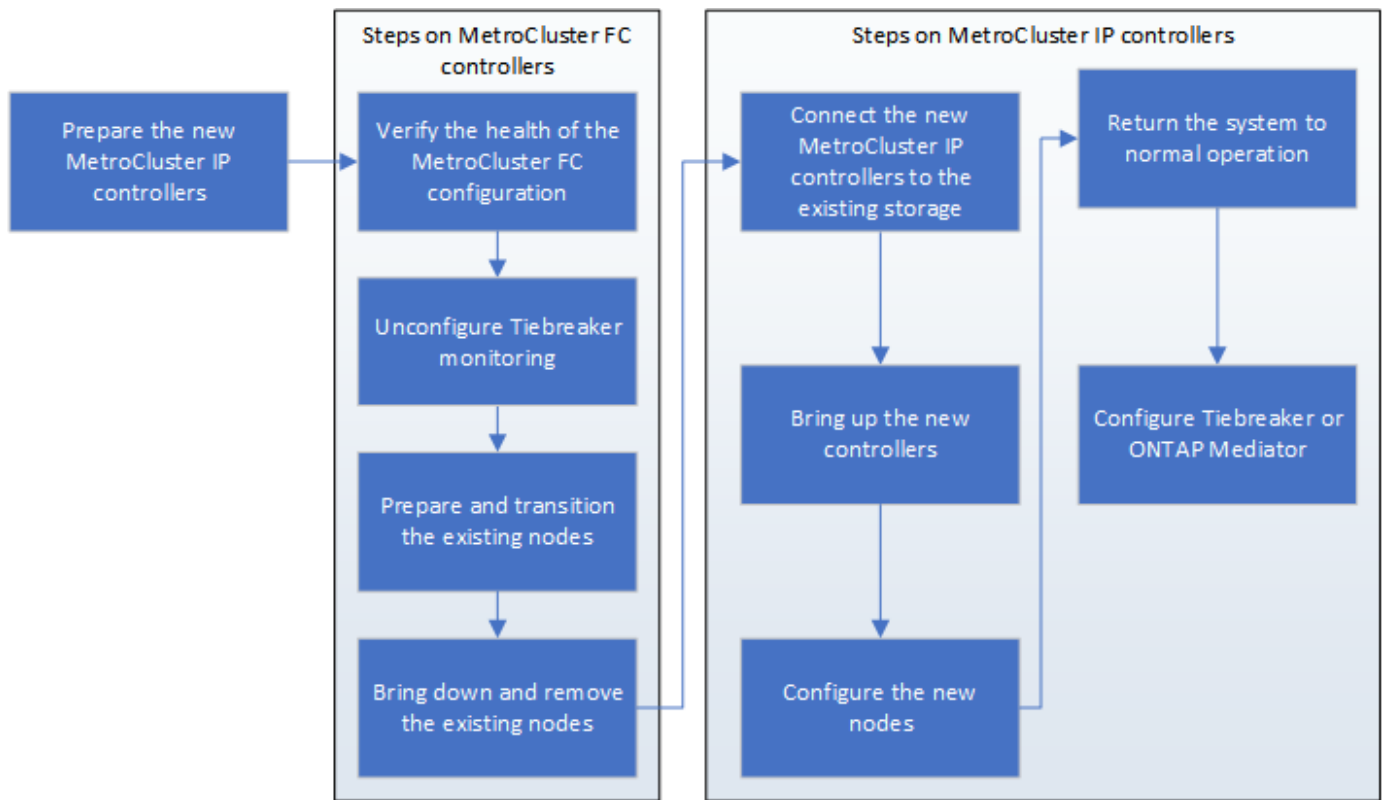 Steps on MetroCluster FC
controllers
Steps on MetroCluster IP controllers
Prepare the new
MetroCluster IP
controllers
Verify the health of the
MetroCluster FC
configuration
Unconfigure Tiebreaker
monitoring
Prepare and transition
the existing nodes
Bring down and remove
the existing nodes
Connect the new
MetroCluster IP
controllers to the
existing storage
Bring up the new
controllers
Configure the new
nodes
Return the system to
normal operation
Configure Tiebreaker or
ONTAP Mediator